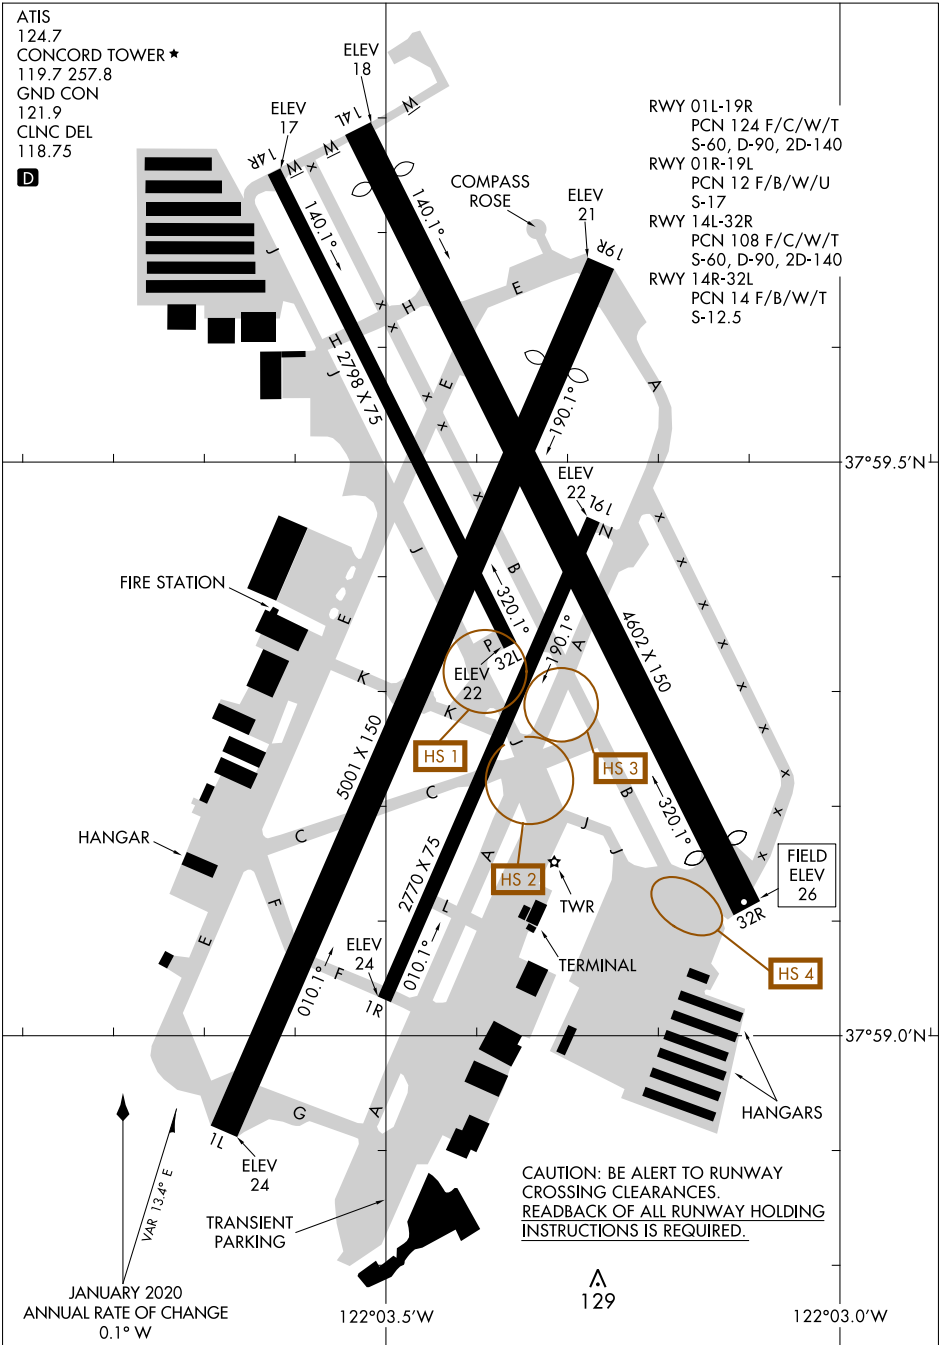 ATIS
124.7
CONCORD TOWER ★
119.7 257.8
GND CON
121.9
CLNC DEL
118.75
D
ELEV
18
ELEV
17
14L
14R
W
W
W
RWY 01L-19R
PCN 124 F/C/W/T
S-60, D-90, 2D-140
RWY 01R-19L
PCN 12 F/B/W/U
S-17
RWY 14L-32R
PCN 108 F/C/W/T
S-60, D-90, 2D-140
RWY 14R-32L
PCN 14 F/B/W/T
S-12.5
COMPASS
ROSE
ELEV
21
19R
140.1°
140.1°
J
H
E
H
J
2798 X 75
E
A
190.1°
37°59.5'N
ELEV
22
19L
N
J
B
FIRE STATION
E
320.1°
190.1°
A
4602 X 150
P
32L
ELEV
22
K
K
HS 1
J
HS 3
5001 X 150
C
B
320.1°
C
HANGAR
J
J
A
HS 2
TWR
2770 X 75
FIELD
ELEV
26
32R
F
L
E
ELEV
24
F
010.1°
010.1°
1R
TERMINAL
HS 4
37°59.0'N
HANGARS
G
A
1L
ELEV
24
VAR 13.4° E
TRANSIENT
PARKING
CAUTION: BE ALERT TO RUNWAY
CROSSING CLEARANCES.
READBACK OF ALL RUNWAY HOLDING
INSTRUCTIONS IS REQUIRED.
129
JANUARY 2020
ANNUAL RATE OF CHANGE
0.1° W
122°03.5'W
122°03.0'W